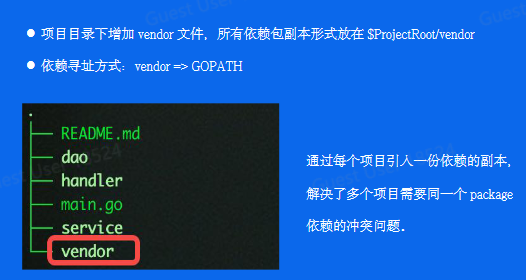 项目目录下增加 vendor 文件，所有依赖包副本形式放在 $ProjectRoot/vendor
依赖寻址方式：vendor => GOPATH
.
README.md
dao
handler
main.go
service
vendor
通过每个项目引入一份依赖的副本，
解决了多个项目需要同一个 package
依赖的冲突问题。